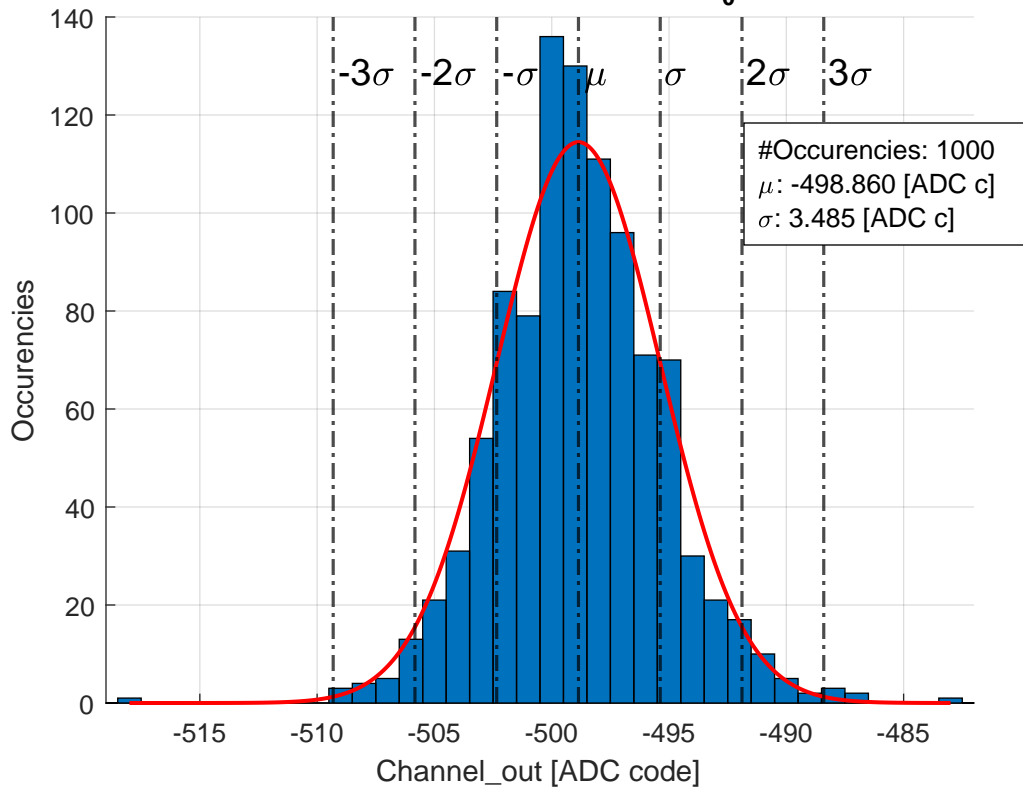 0
140
120
100
80
60
40
20
0
-3σ -2σ -σ μ σ 2σ 3σ
#Occurencies: 1000
μ: -498.860 [ADC c]
σ: 3.485 [ADC c]
Occurencies
-515 -510 -505 -500 -495 -490 -485
Channel_out [ADC code]